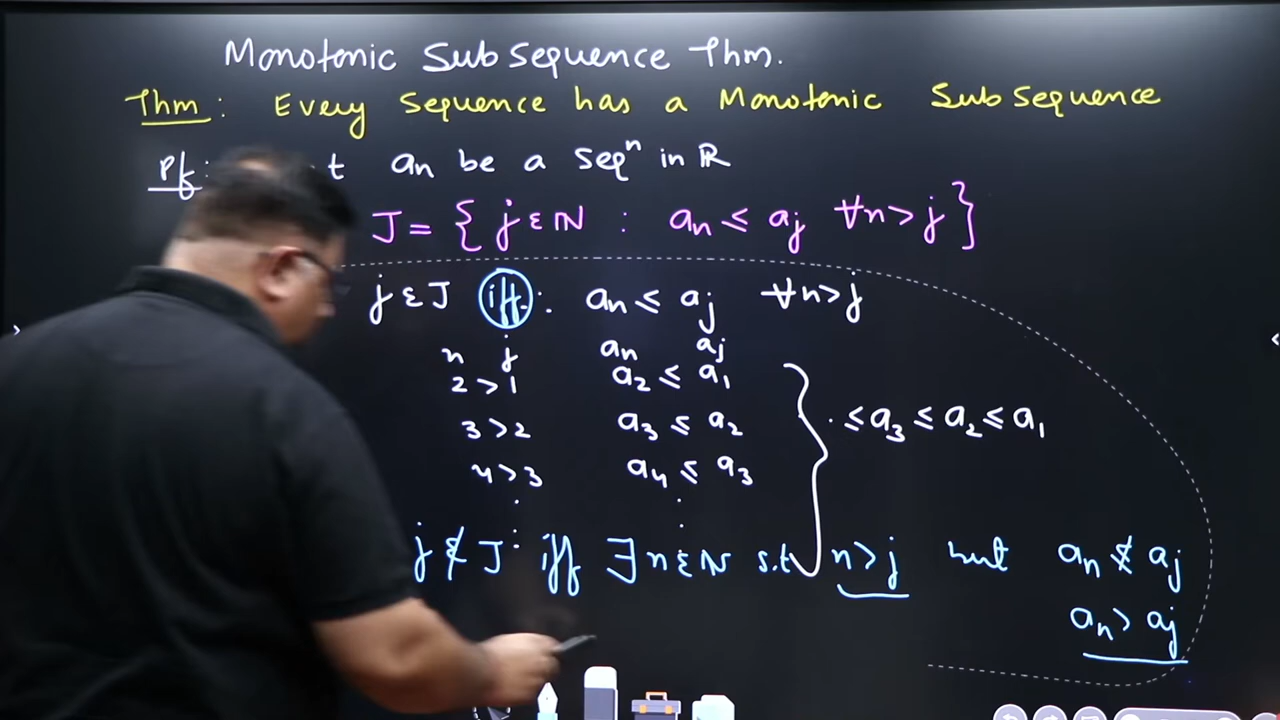 Monotonic Subsequence Thm.
Thm: Every Sequence has a Monotonic Subsequence
Pf: t an be a seqⁿ in ℝ
J = { j ∈ ℕ : an ≤ aj ∀n>j }
j ∈ J iff: an ≤ aj ∀n>j
n j an aj
2>1 a2 ≤ a1
3>2 a3 ≤ a2 } . ≤ a3 ≤ a2 ≤ a1
4>3 a4 ≤ a3
j ∉ J iff ∃ n ∈ ℕ s.t. n>j but an ≰ aj
an > aj